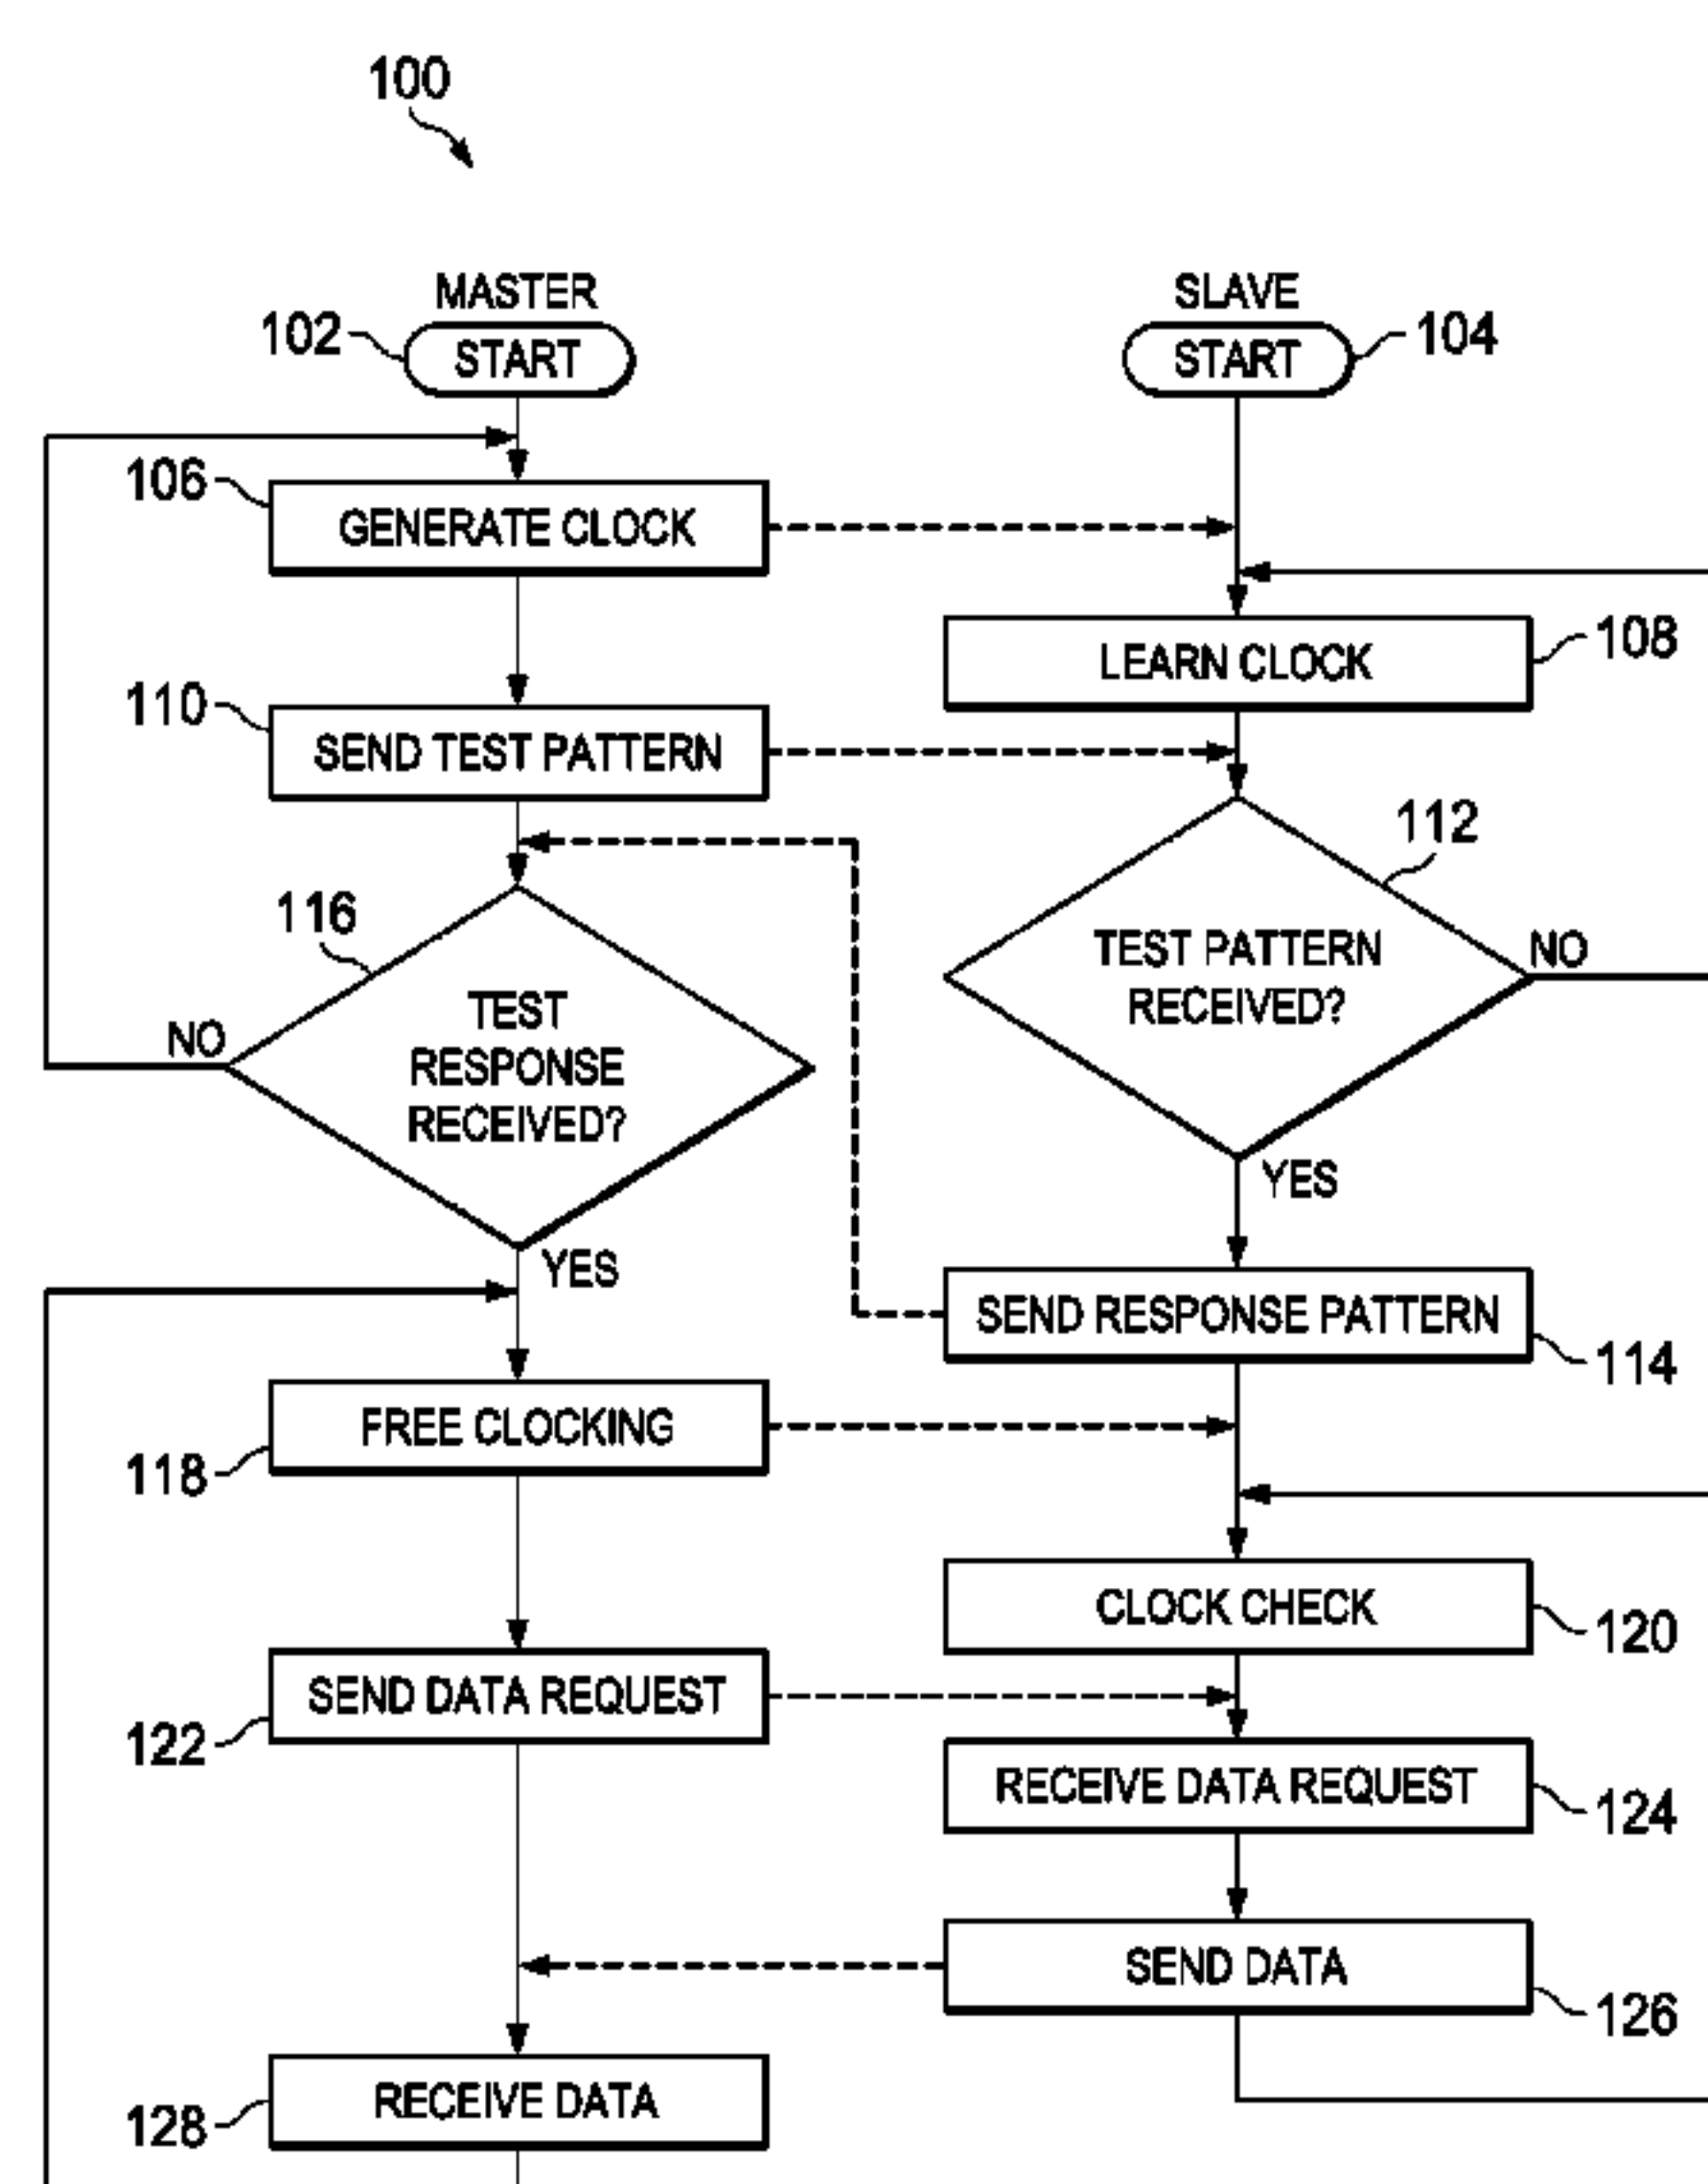 100
MASTER
SLAVE
102
START
START
104
106
GENERATE CLOCK
LEARN CLOCK
108
110
SEND TEST PATTERN
112
116
TEST PATTERN
RECEIVED?
NO
TEST
RESPONSE
RECEIVED?
NO
YES
YES
SEND RESPONSE PATTERN
114
FREE CLOCKING
118
CLOCK CHECK
120
SEND DATA REQUEST
122
RECEIVE DATA REQUEST
124
SEND DATA
126
RECEIVE DATA
128